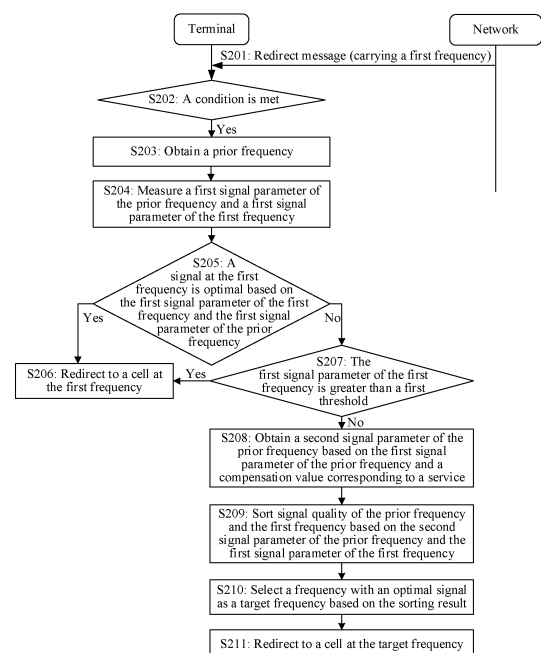 Terminal
Network
S201: Redirect message (carrying a first frequency)
S202: A condition is met
Yes
S203: Obtain a prior frequency
S204: Measure a first signal parameter of
the prior frequency and a first signal
parameter of the first frequency
S205: A
signal at the first
frequency is optimal based on
the first signal parameter of the first
frequency and the first signal
parameter of the prior
frequency
Yes
No
S206: Redirect to a cell at
the first frequency
Yes
S207: The
first signal parameter of the first
frequency is greater than a first
threshold
No
S208: Obtain a second signal parameter of the
prior frequency based on the first signal
parameter of the prior frequency and a
compensation value corresponding to a service
S209: Sort signal quality of the prior frequency
and the first frequency based on the second
signal parameter of the prior frequency and the
first signal parameter of the first frequency
S210: Select a frequency with an optimal signal
as a target frequency based on the sorting result
S211: Redirect to a cell at the target frequency